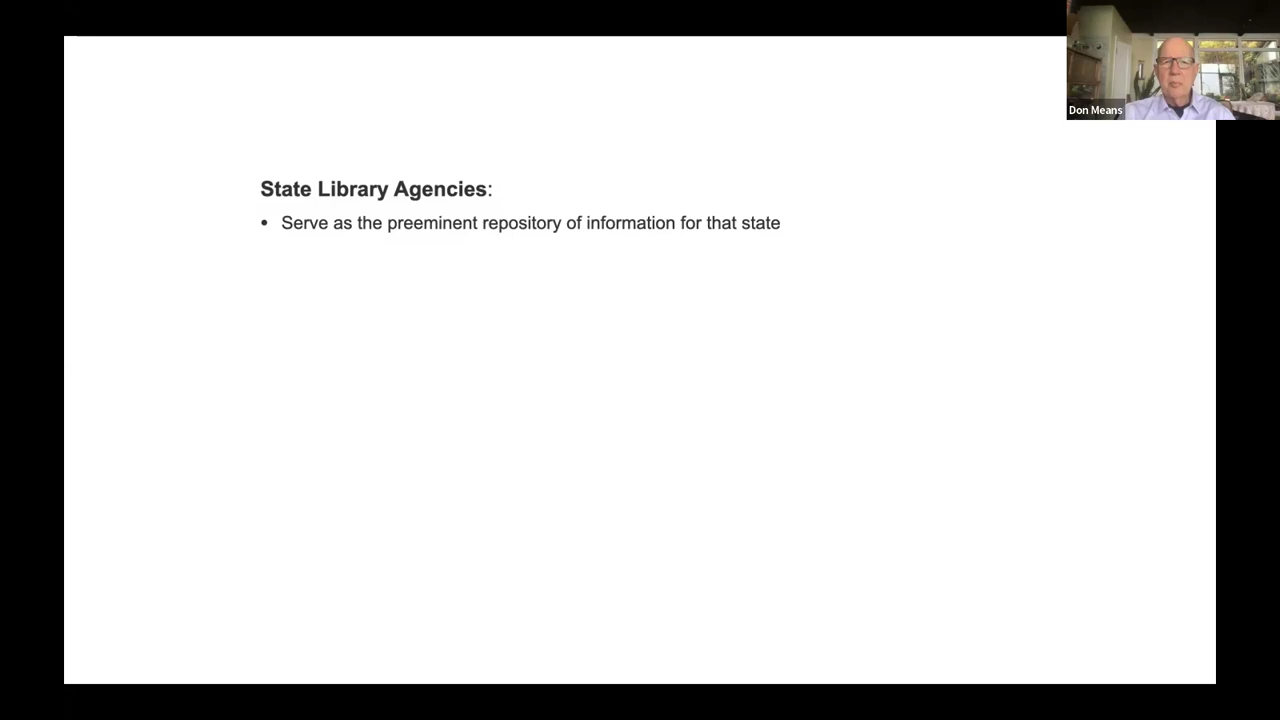 Don Means
State Library Agencies:
• Serve as the preeminent repository of information for that state